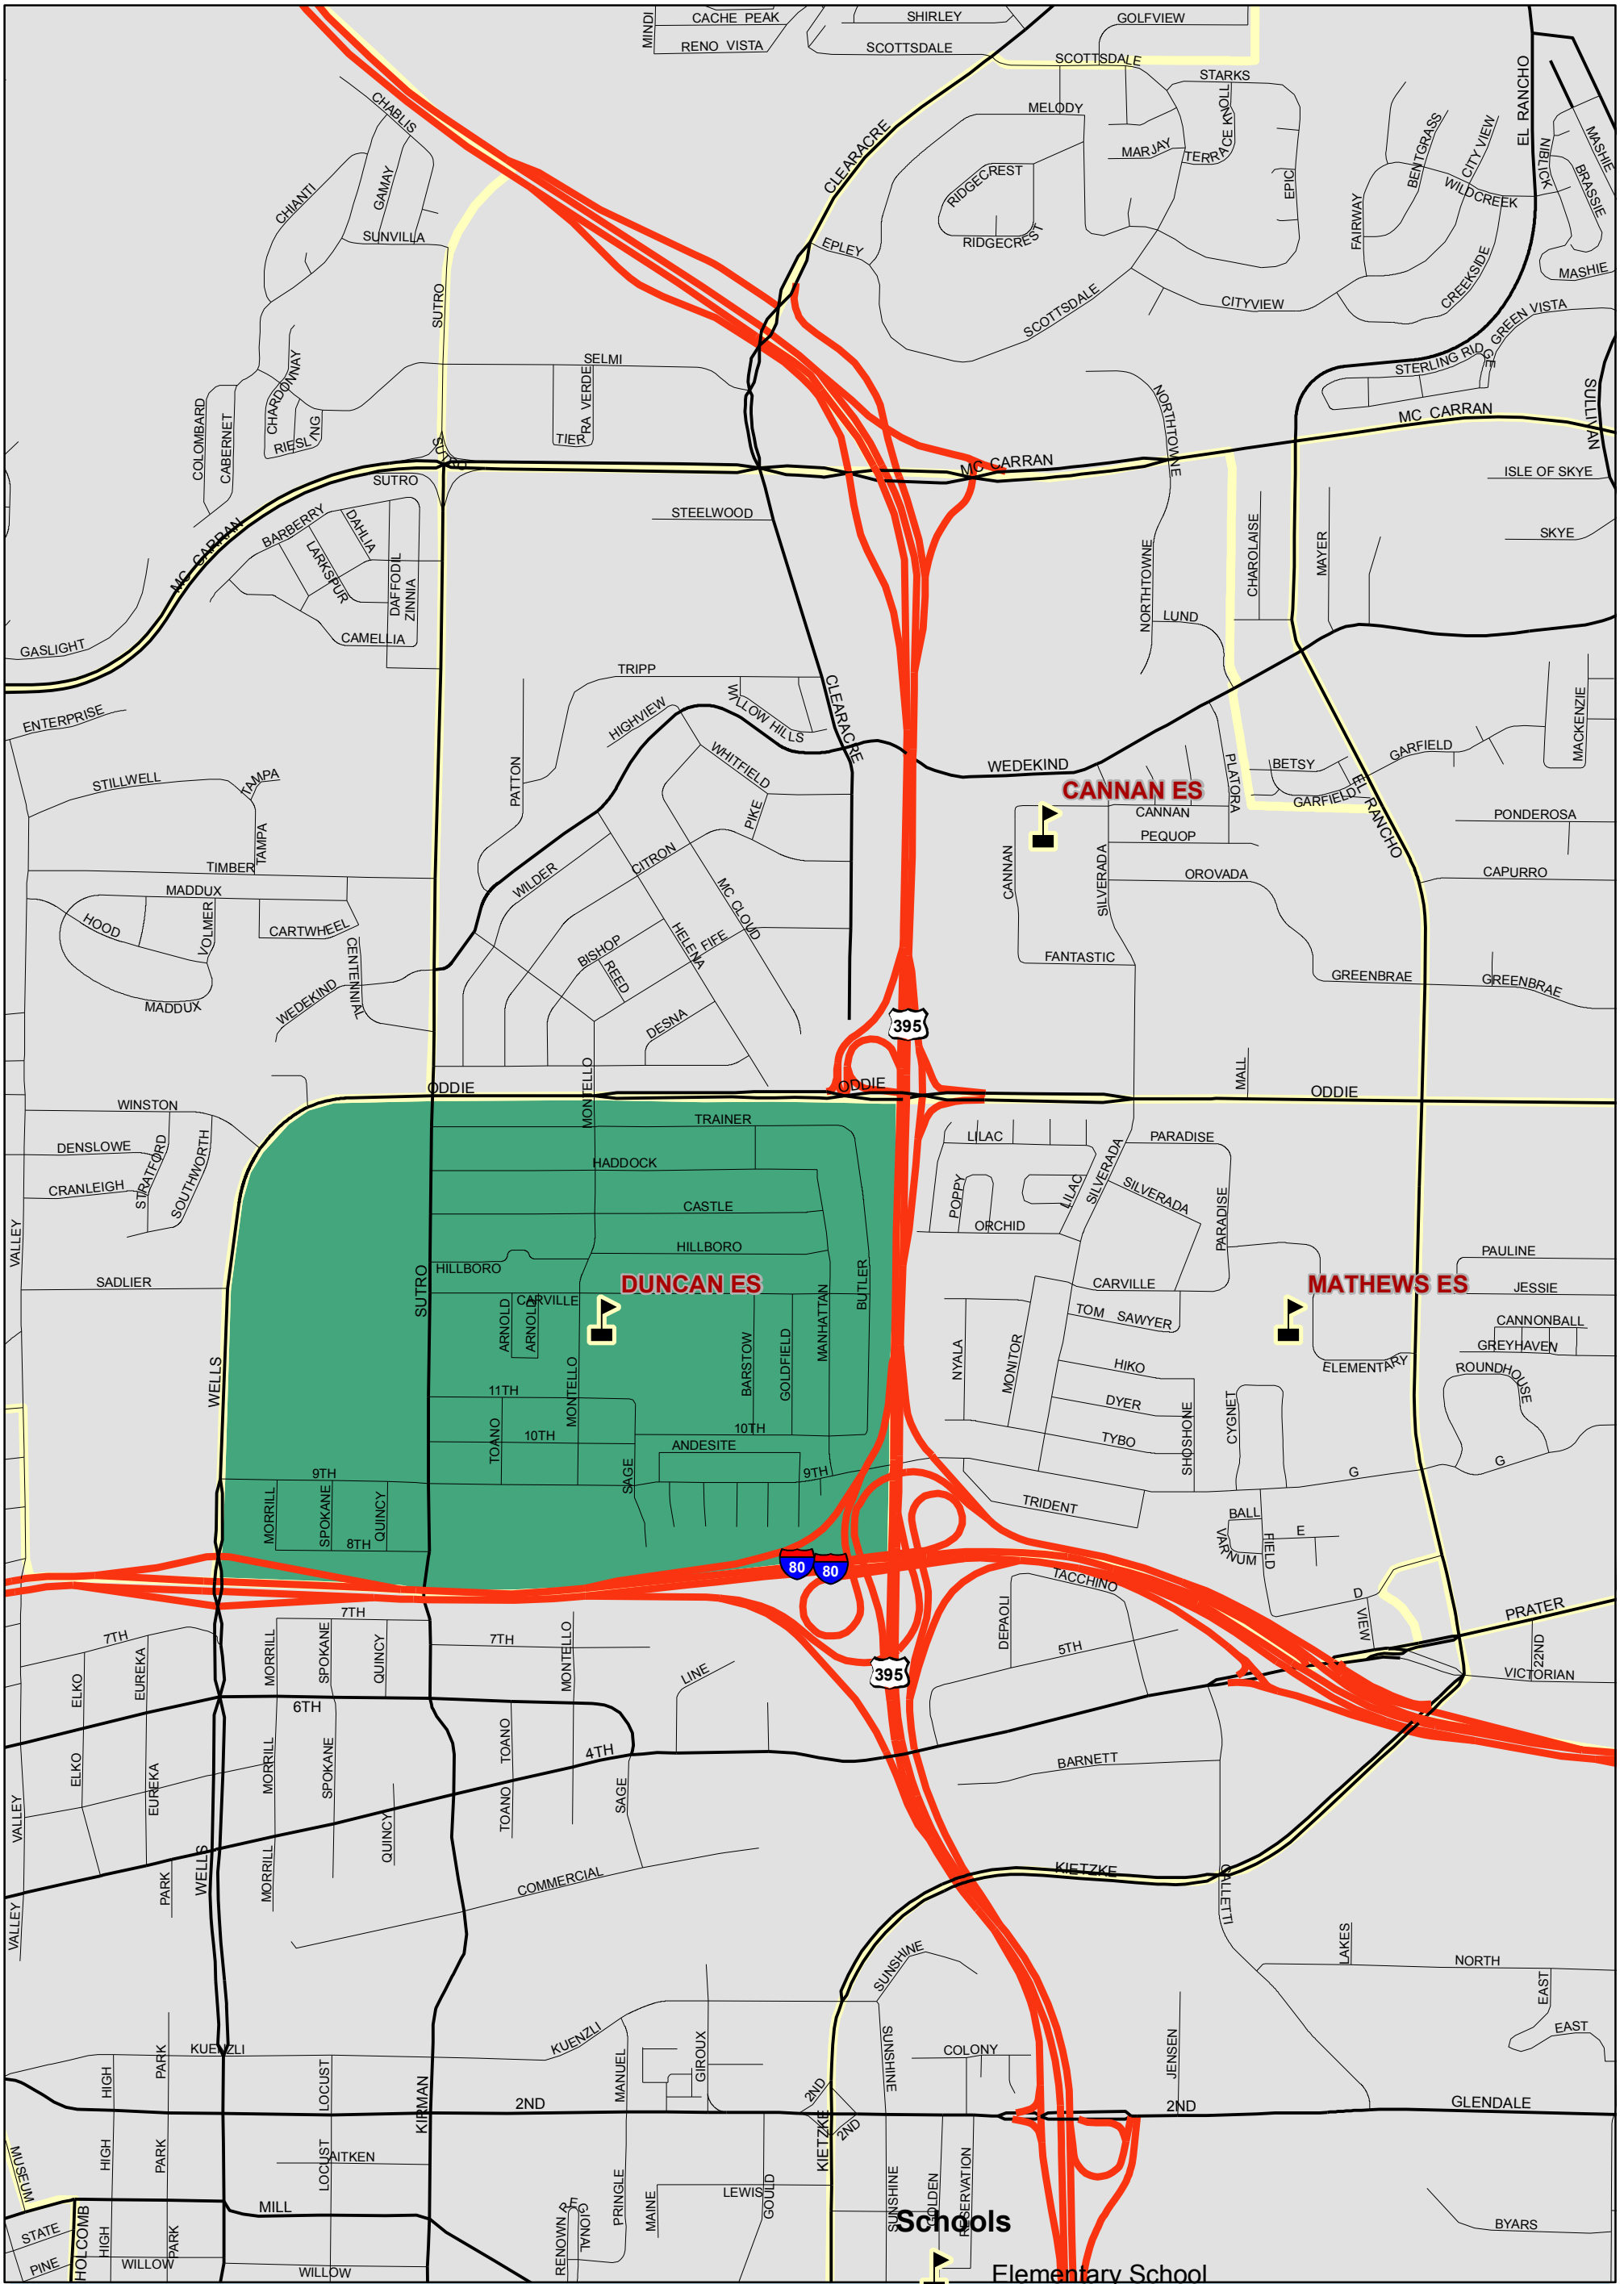 MINDI
CACHE PEAK
SHIRLEY
GOLFVIEW
RENO VISTA
SCOTTSDALE
SCOTTSDALE
EL RANCHO
STARKS
CHABLIS
MELODY
KNOLL
TERRACE
MARJAY
CLEARACRE
BENTGRASS
CITY VIEW
NIBLICK
MASHIE
BRASSIE
RIDGECREST
EPIC
WILDCREEK
CHIANTI
GAMAY
SUNVILLA
EPLEY
RIDGECREST
FAIRWAY
CREEKSIDE
MASHIE
SUTRO
SCOTTSDALE
CITYVIEW
GREEN VISTA
SELMI
STERLING RIDGE
COLOMBARD
CABERNET
CHARDONNAY
RIESLING
TIERRA VERDE
NORTHTOWNE
MC CARRAN
SULLIVAN
SUTRO
MC CARRAN
SUTRO
ISLE OF SKYE
MC CARRAN
BARBERRY
DAHLIA
LARKSPUR
DAFFODIL
ZINNIA
STEELWOOD
NORTHTOWNE
CHAROLAISE
MAYER
SKYE
GASLIGHT
CAMELLIA
LUND
TRIPP
WILLOW HILLS
CLEARACRE
ENTERPRISE
HIGHVIEW
MACKENZIE
STILLWELL
TAMPA
PATTON
WHITFIELD
WEDEKIND
PLATORA
BETSY
GARFIELD
GARFIELD
EL RANCHO
CANNAN ES
CANNAN
TAMPA
PIKE
PEQUOP
PONDEROSA
TIMBER
WILDER
CITRON
CANNAN
SILVERADA
OROVADA
CAPURRO
MADDUX
HOOD
VOLMER
CARTWHEEL
MC CLOUD
CENTENNIAL
BISHOP
REED
HELENA
FIFE
FANTASTIC
GREENBRAE
GREENBRAE
MADDUX
WEDEKIND
DESNA
395
ODDIE
MONTELLO
ODDIE
MALL
ODDIE
WINSTON
TRAINER
DENSLOWE
STRATFORD
SOUTHWORTH
HADDOCK
LILAC
SILVERADA
PARADISE
CRANLEIGH
CASTLE
POPPY
LILAC
SILVERADA
PARADISE
VALLEY
HILLBORO
ORCHID
PAULINE
SADLIER
SUTRO
HILLBORO
DUNCAN ES
BUTLER
CARVILLE
MATHEWS ES
JESSIE
CARVILLE
ARNOLD
ARNOLD
MANHATTAN
TOM SAWYER
CANNONBALL
GREYHAVEN
WELLS
MONTELLO
BARSTOW
GOLDFIELD
NYALA
MONITOR
HIKO
ELEMENTARY
ROUNDHOUSE
11TH
DYER
CYGNET
TOANO
10TH
10TH
TYBO
SHOSHONE
ANDESITE
9TH
SAGE
9TH
G
G
MORRILL
SPOKANE
QUINCY
TRIDENT
BALL
FIELD
E
VARNUM
8TH
80
80
TACCHINO
7TH
DEPAOLI
D
VIEW
PRATER
7TH
MORRILL
SPOKANE
QUINCY
7TH
MONTELLO
5TH
22ND
ELKO
EUREKA
LINE
395
VICTORIAN
6TH
TOANO
4TH
ELKO
EUREKA
MORRILL
SPOKANE
BARNETT
VALLEY
TOANO
SAGE
QUINCY
WELLS
PARK
MORRILL
COMMERCIAL
KIETZKE
GALLETTI
VALLEY
SUNSHINE
LAKES
NORTH
EAST
KUENZLI
KUENZLI
SUNSHINE
COLONY
EAST
HIGH
PARK
LOCUST
KIRMAN
MANUEL
GIROUX
JENSEN
2ND
2ND
2ND
2ND
GLENDALE
MUSEUM
HIGH
PARK
LOCUST
AITKEN
KIETZKE
PRINGLE
MAINE
LEWIS
GOULD
SUNSHINE
GOLDEN
RESERVATION
MILL
STATE
PINE
HOLCOMB
HIGH
PARK
WILLOW
WILLOW
RENOWN
REGIONAL
BYARS
Schools
Elementary School